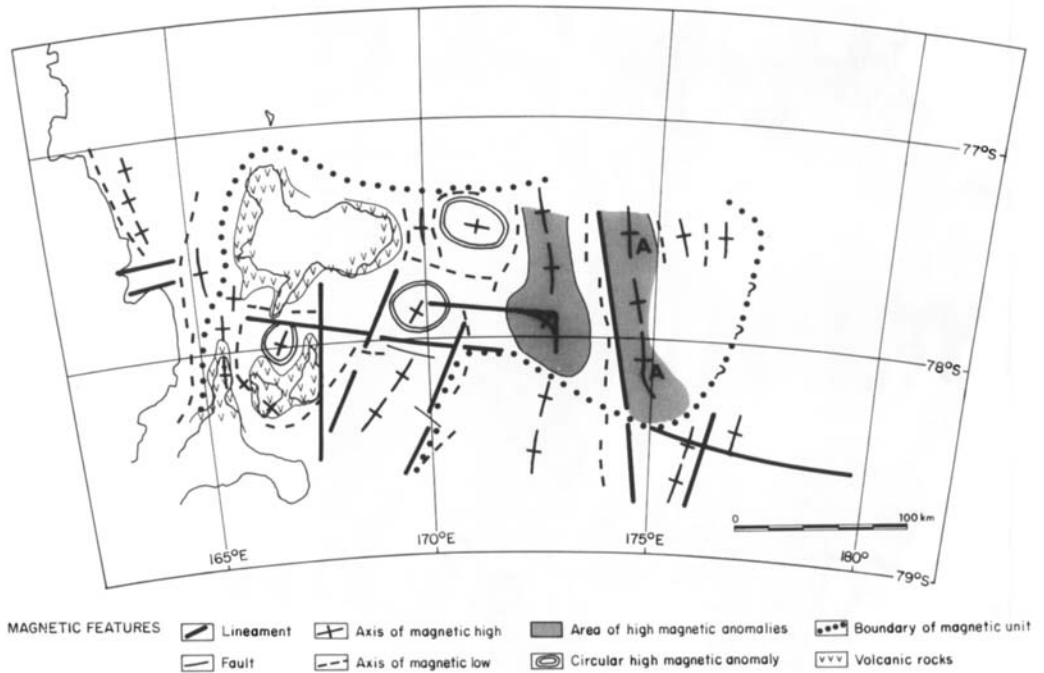 77°S
A
78°S
A
0 100 km
165°E
170°E
175°E
180°
79°S
MAGNETIC FEATURES
Lineament
Axis of magnetic high
Area of high magnetic anomalies
Boundary of magnetic unit
Fault
Axis of magnetic low
Circular high magnetic anomaly
Volcanic rocks